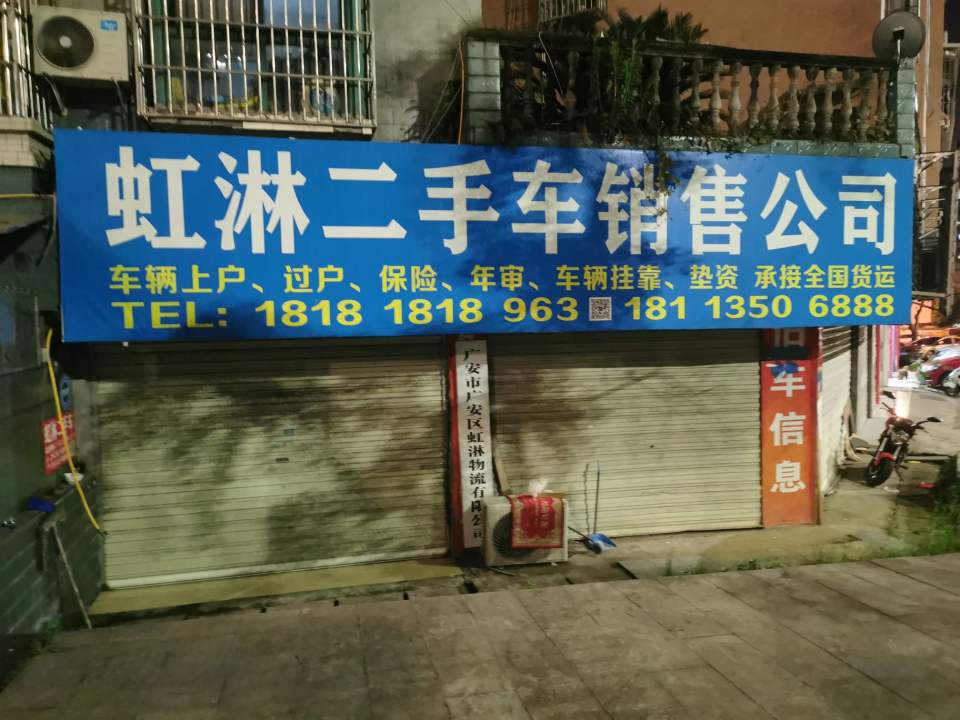 虹淋二手车销售公司
车辆上户、过户、保险、年审、车辆挂靠、垫资 承接全国货运
TEL: 1818 1818 963 181 1350 6888
广安市广安区虹淋物流有限公司
车信息